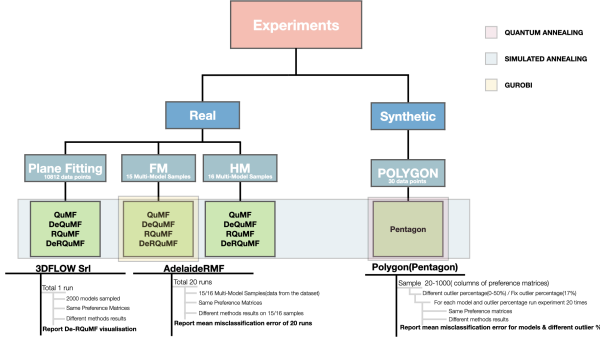 Experiments
QUANTUM ANNEALING
SIMULATED ANNEALING
GUROBI
Real
Synthetic
Plane Fitting
10813 data points
FM
15 Multi-Model Samples
HM
16 Multi-Model Samples
POLYGON
30 data points
QuMF
DeQuMF
RQuMF
DeRQuMF
QuMF
DeQuMF
RQuMF
DeRQuMF
QuMF
DeQuMF
RQuMF
DeRQuMF
Pentagon
3DFLOW Srl
Total 1 run
2000 models sampled
Same Preference Matrices
Different methods results
Report De-RQuMF visualisation
AdelaideRMF
Total 20 runs
15/16 Multi-Model Samples(data from the dataset)
Same Preference Matrices
Different methods results on 15/16 samples
Report mean misclassification error of 20 runs
Polygon(Pentagon)
Sample 20-1000( columns of preference matrices)
Different outlier percentage(0-50%) / Fix outlier percentage(17%)
For each model and outlier percentage run experiment 20 times
Same Preference matrices
Different methods results
Report mean misclassification error for models & different outlier %